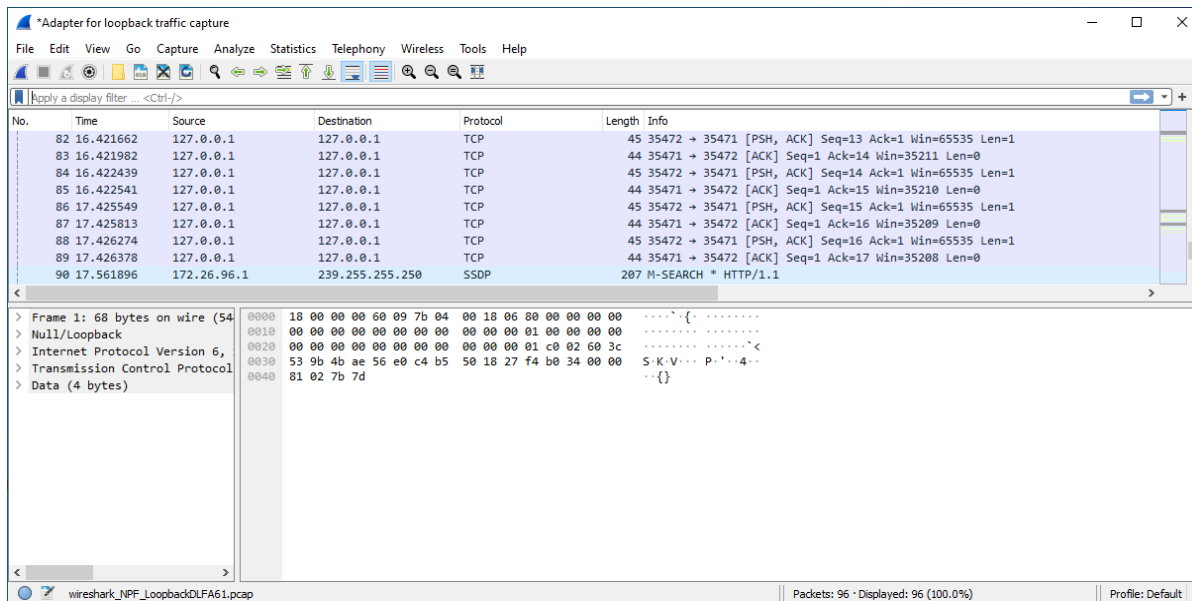 *Adapter for loopback traffic capture
File Edit View Go Capture Analyze Statistics Telephony Wireless Tools Help
Apply a display filter ... <Ctrl-/>
No. Time Source Destination Protocol Length Info
82 16.421662 127.0.0.1 127.0.0.1 TCP 45 35472 → 35471 [PSH, ACK] Seq=13 Ack=1 Win=65535 Len=1
83 16.421982 127.0.0.1 127.0.0.1 TCP 44 35471 → 35472 [ACK] Seq=1 Ack=14 Win=35211 Len=0
84 16.422439 127.0.0.1 127.0.0.1 TCP 45 35472 → 35471 [PSH, ACK] Seq=14 Ack=1 Win=65535 Len=1
85 16.422541 127.0.0.1 127.0.0.1 TCP 44 35471 → 35472 [ACK] Seq=1 Ack=15 Win=35210 Len=0
86 17.425549 127.0.0.1 127.0.0.1 TCP 45 35472 → 35471 [PSH, ACK] Seq=15 Ack=1 Win=65535 Len=1
87 17.425813 127.0.0.1 127.0.0.1 TCP 44 35471 → 35472 [ACK] Seq=1 Ack=16 Win=35209 Len=0
88 17.426274 127.0.0.1 127.0.0.1 TCP 45 35472 → 35471 [PSH, ACK] Seq=16 Ack=1 Win=65535 Len=1
89 17.426378 127.0.0.1 127.0.0.1 TCP 44 35471 → 35472 [ACK] Seq=1 Ack=17 Win=35208 Len=0
90 17.561896 172.26.96.1 239.255.255.250 SSDP 207 M-SEARCH * HTTP/1.1
> Frame 1: 68 bytes on wire (54
> Null/Loopback
> Internet Protocol Version 6,
> Transmission Control Protocol
> Data (4 bytes)
0000 18 00 00 00 60 09 7b 04 00 18 06 80 00 00 00 00 ····`·{· ········
0010 00 00 00 00 00 00 00 00 00 00 00 01 00 00 00 00 ········ ········
0020 00 00 00 00 00 00 00 00 00 00 00 01 c0 02 60 3c ········ ······`<
0030 53 9b 4b ae 56 e0 c4 b5 50 18 27 f4 b0 34 00 00 S·K·V··· P·'··4··
0040 81 02 7b 7d ··{}
wireshark_NPF_LoopbackDLFA61.pcap Packets: 96 · Displayed: 96 (100.0%) Profile: Default